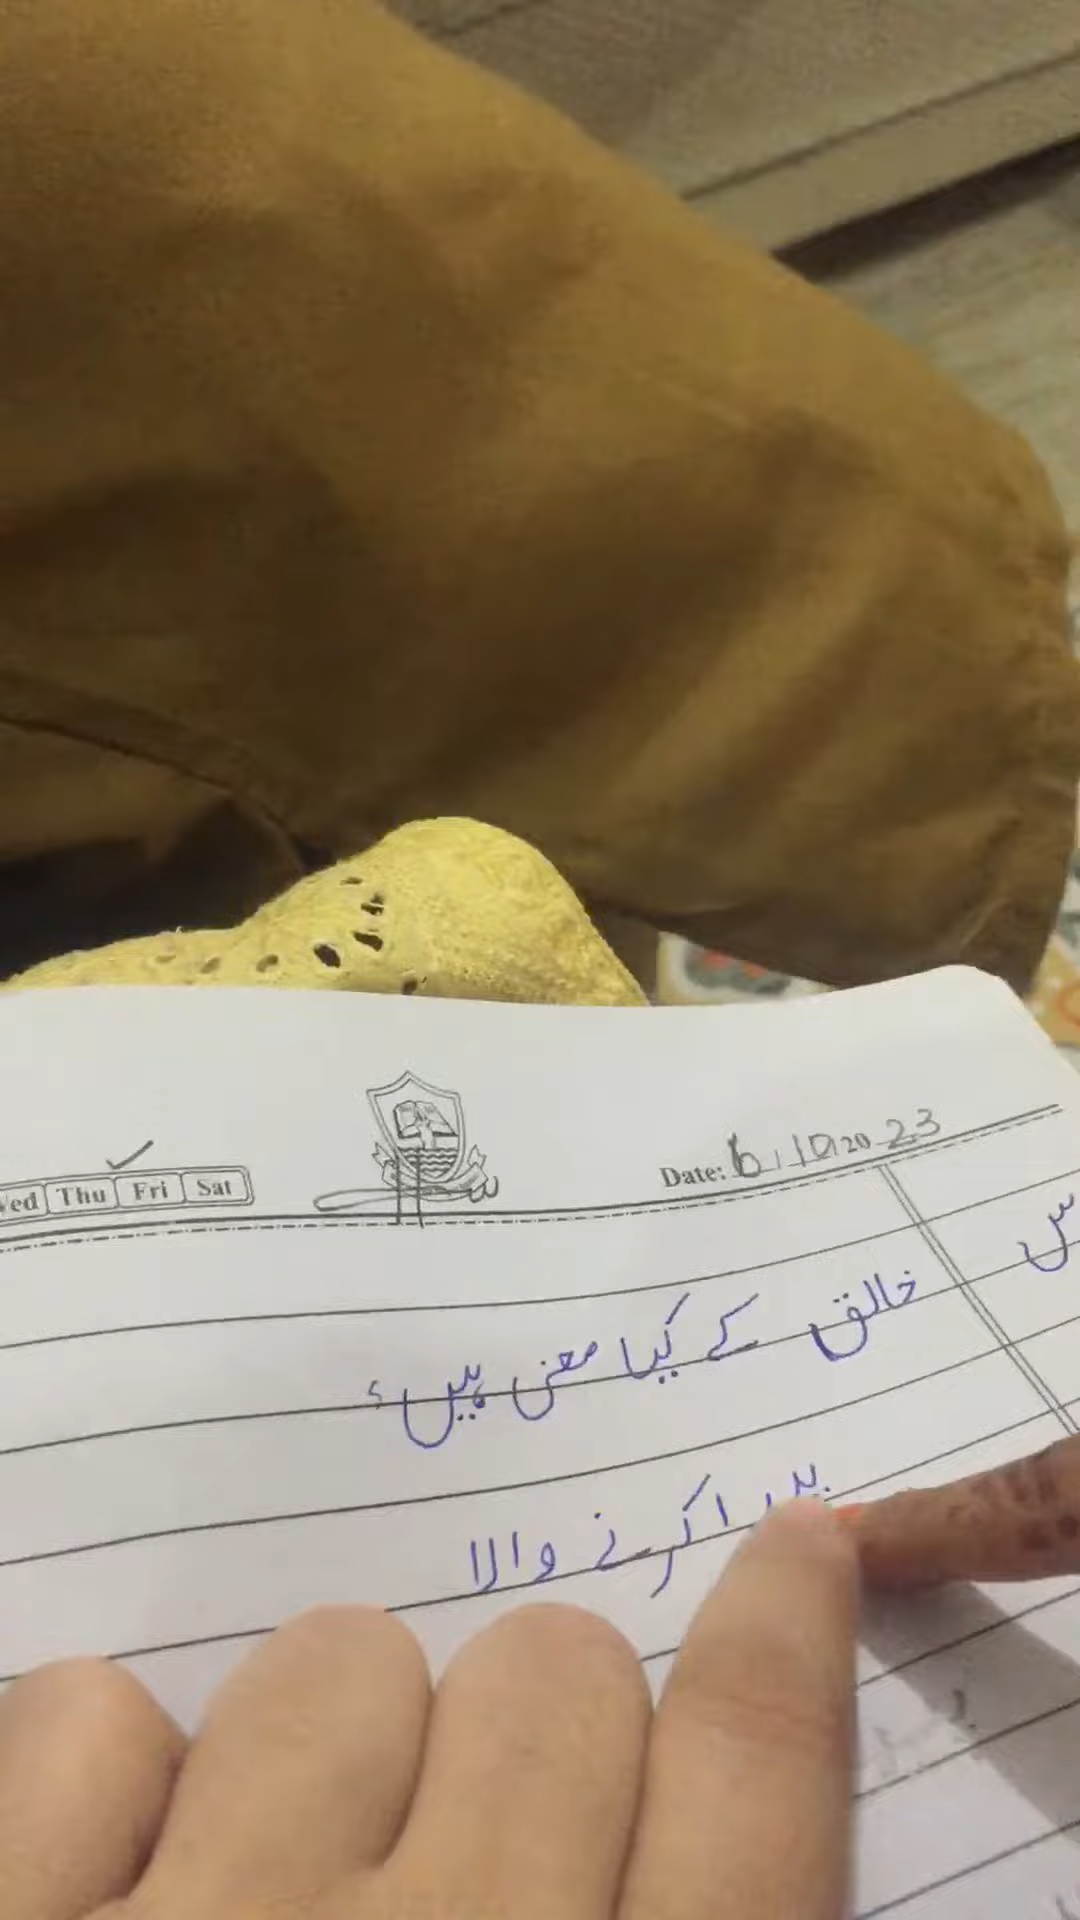 Wed Thu Fri Sat
Date: 6 10 2023
س
خالق کے کیا معنی ہیں؟
پیدا کرنے والا